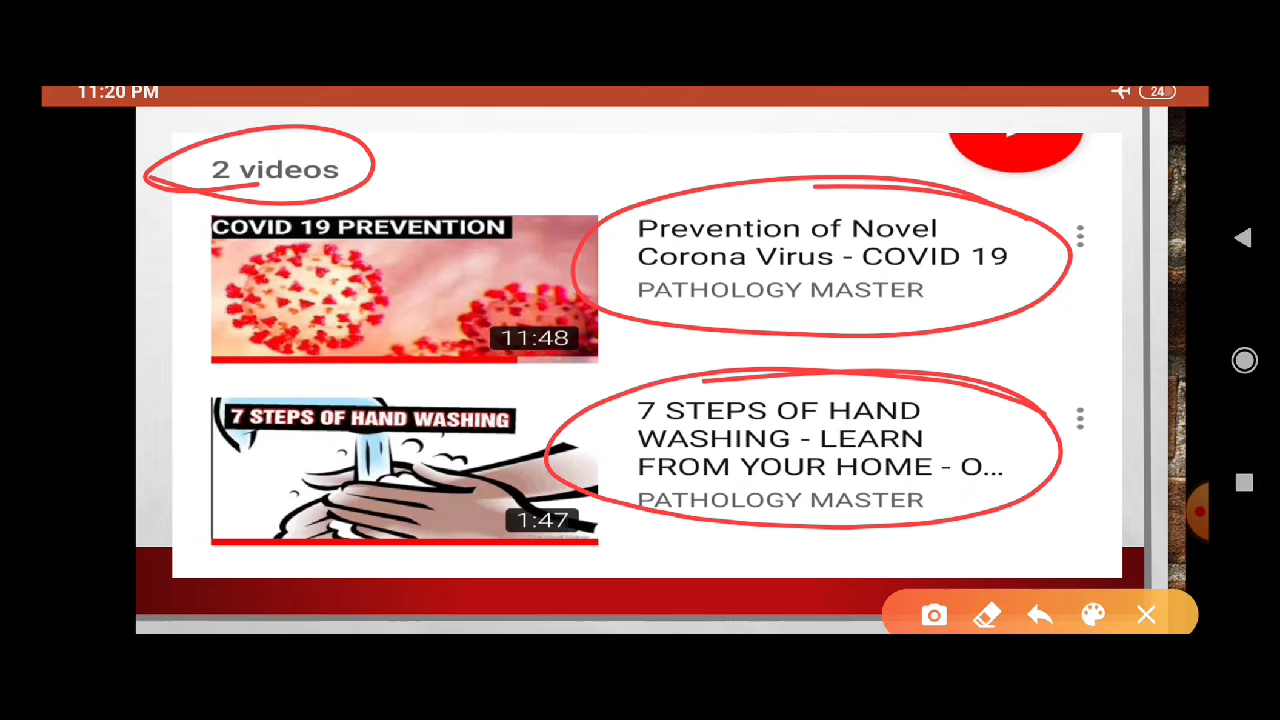 11:20 PM
24
2 videos
COVID 19 PREVENTION
11:48
Prevention of Novel
Corona Virus - COVID 19
PATHOLOGY MASTER
7 STEPS OF HAND WASHING
1:47
7 STEPS OF HAND
WASHING - LEARN
FROM YOUR HOME - O...
PATHOLOGY MASTER